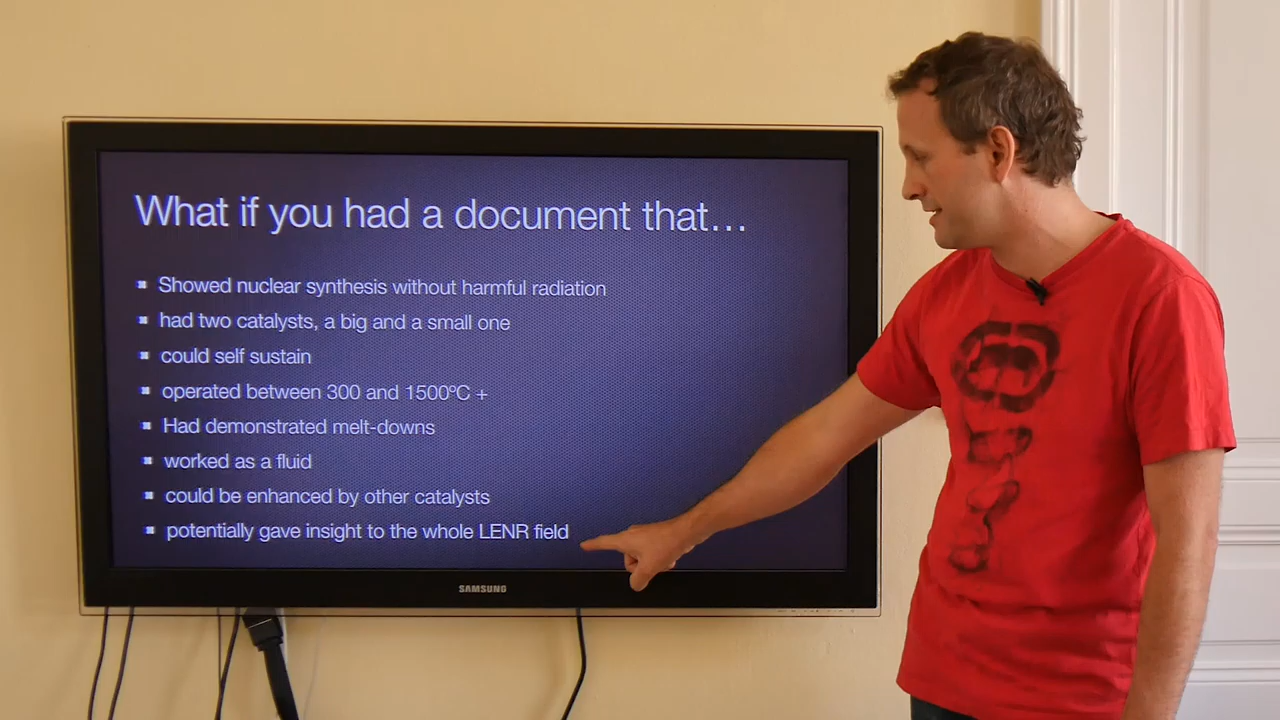 What if you had a document that...
Showed nuclear synthesis without harmful radiation
had two catalysts, a big and a small one
could self sustain
operated between 300 and 1500ºC +
Had demonstrated melt-downs
worked as a fluid
could be enhanced by other catalysts
potentially gave insight to the whole LENR field
SAMSUNG